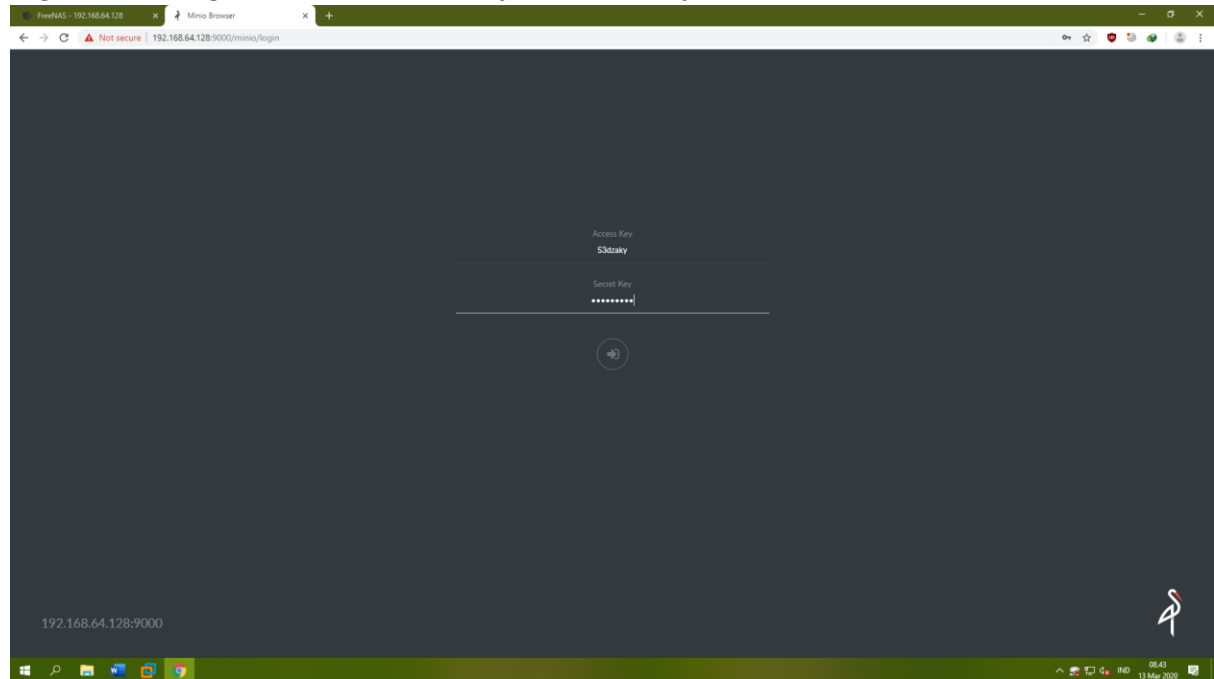 FreeNAS - 192.168.64.128
Minio Browser
Not secure | 192.168.64.128:9000/minio/login
Access Key
S3dzaky
Secret Key
•••••••••
192.168.64.128:9000
IND
08.43
13 Mar 2020